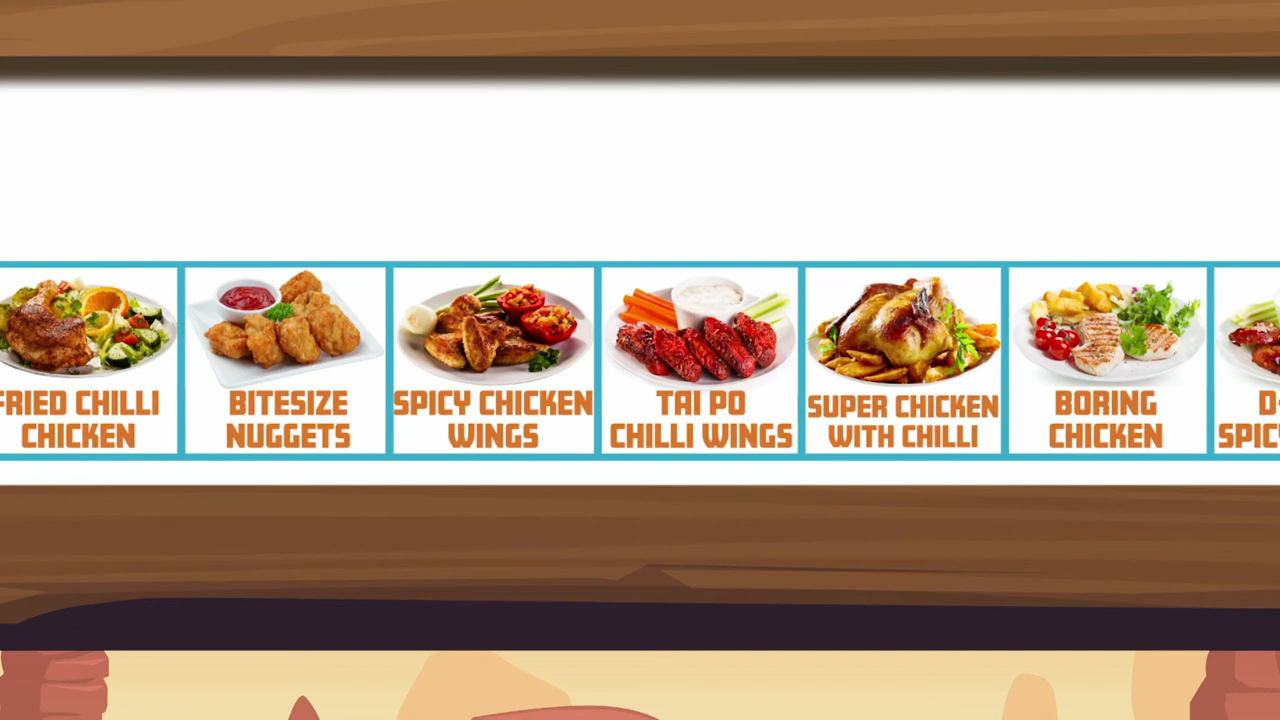 FRIED CHILLI
CHICKEN
BITESIZE
NUGGETS
SPICY CHICKEN
WINGS
TAI PO
CHILLI WINGS
SUPER CHICKEN
WITH CHILLI
BORING
CHICKEN